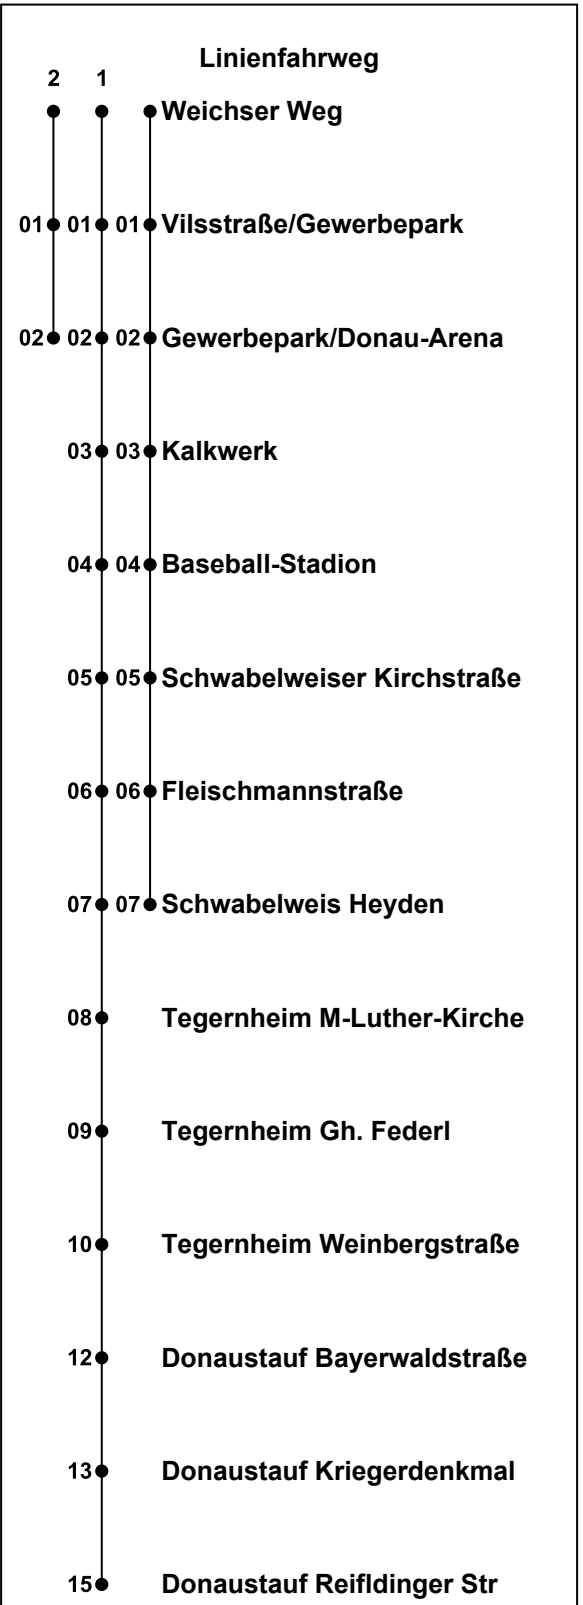 Linienfahrweg
2 1
Weichser Weg
01 01 01 Vilsstraße/Gewerbepark
02 02 02 Gewerbepark/Donau-Arena
03 03 Kalkwerk
04 04 Baseball-Stadion
05 05 Schwabelweiser Kirchstraße
06 06 Fleischmannstraße
07 07 Schwabelweis Heyden
08 Tegernheim M-Luther-Kirche
09 Tegernheim Gh. Federl
10 Tegernheim Weinbergstraße
12 Donaustauf Bayerwaldstraße
13 Donaustauf Kriegerdenkmal
15 Donaustauf Reifldinger Str